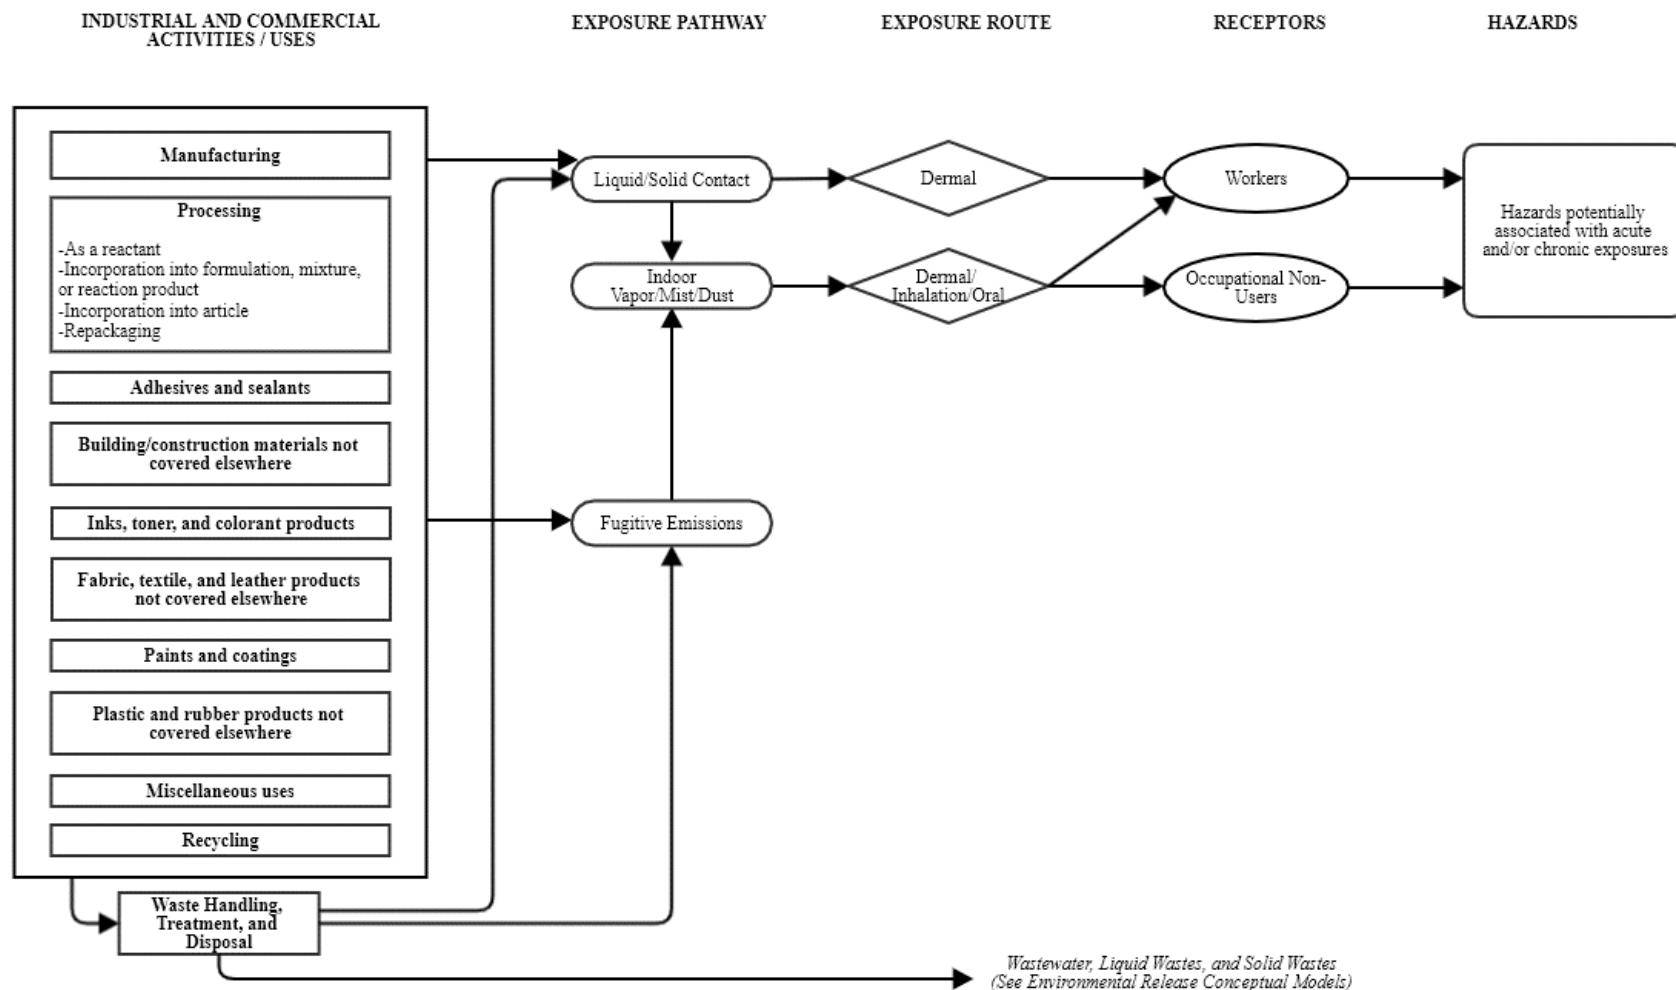 INDUSTRIAL AND COMMERCIAL
ACTIVITIES / USES
EXPOSURE PATHWAY
EXPOSURE ROUTE
RECEPTORS
HAZARDS
Manufacturing
Processing
-As a reactant
-Incorporation into formulation, mixture,
or reaction product
-Incorporation into article
-Repackaging
Adhesives and sealants
Building/construction materials not
covered elsewhere
Inks, toner, and colorant products
Fabric, textile, and leather products
not covered elsewhere
Paints and coatings
Plastic and rubber products not
covered elsewhere
Miscellaneous uses
Recycling
Waste Handling,
Treatment, and
Disposal
Liquid/Solid Contact
Indoor
Vapor/Mist/Dust
Fugitive Emissions
Dermal
Dermal/
Inhalation/Oral
Workers
Occupational Non-
Users
Hazards potentially
associated with acute
and/or chronic exposures
Wastewater, Liquid Wastes, and Solid Wastes
(See Environmental Release Conceptual Models)